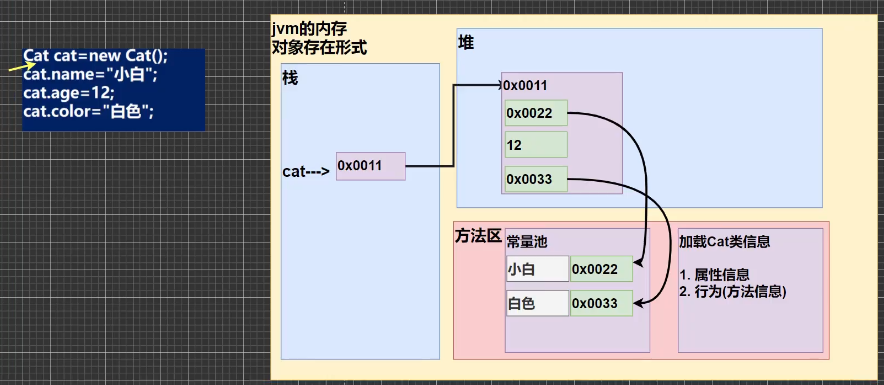 Cat cat=new Cat();
cat.name="小白";
cat.age=12;
cat.color="白色";
jvm的内存
对象存在形式
栈
cat--->
0x0011
堆
0x0011
0x0022
12
0x0033
方法区
常量池
小白
0x0022
白色
0x0033
加载Cat类信息
1. 属性信息
2. 行为(方法信息)